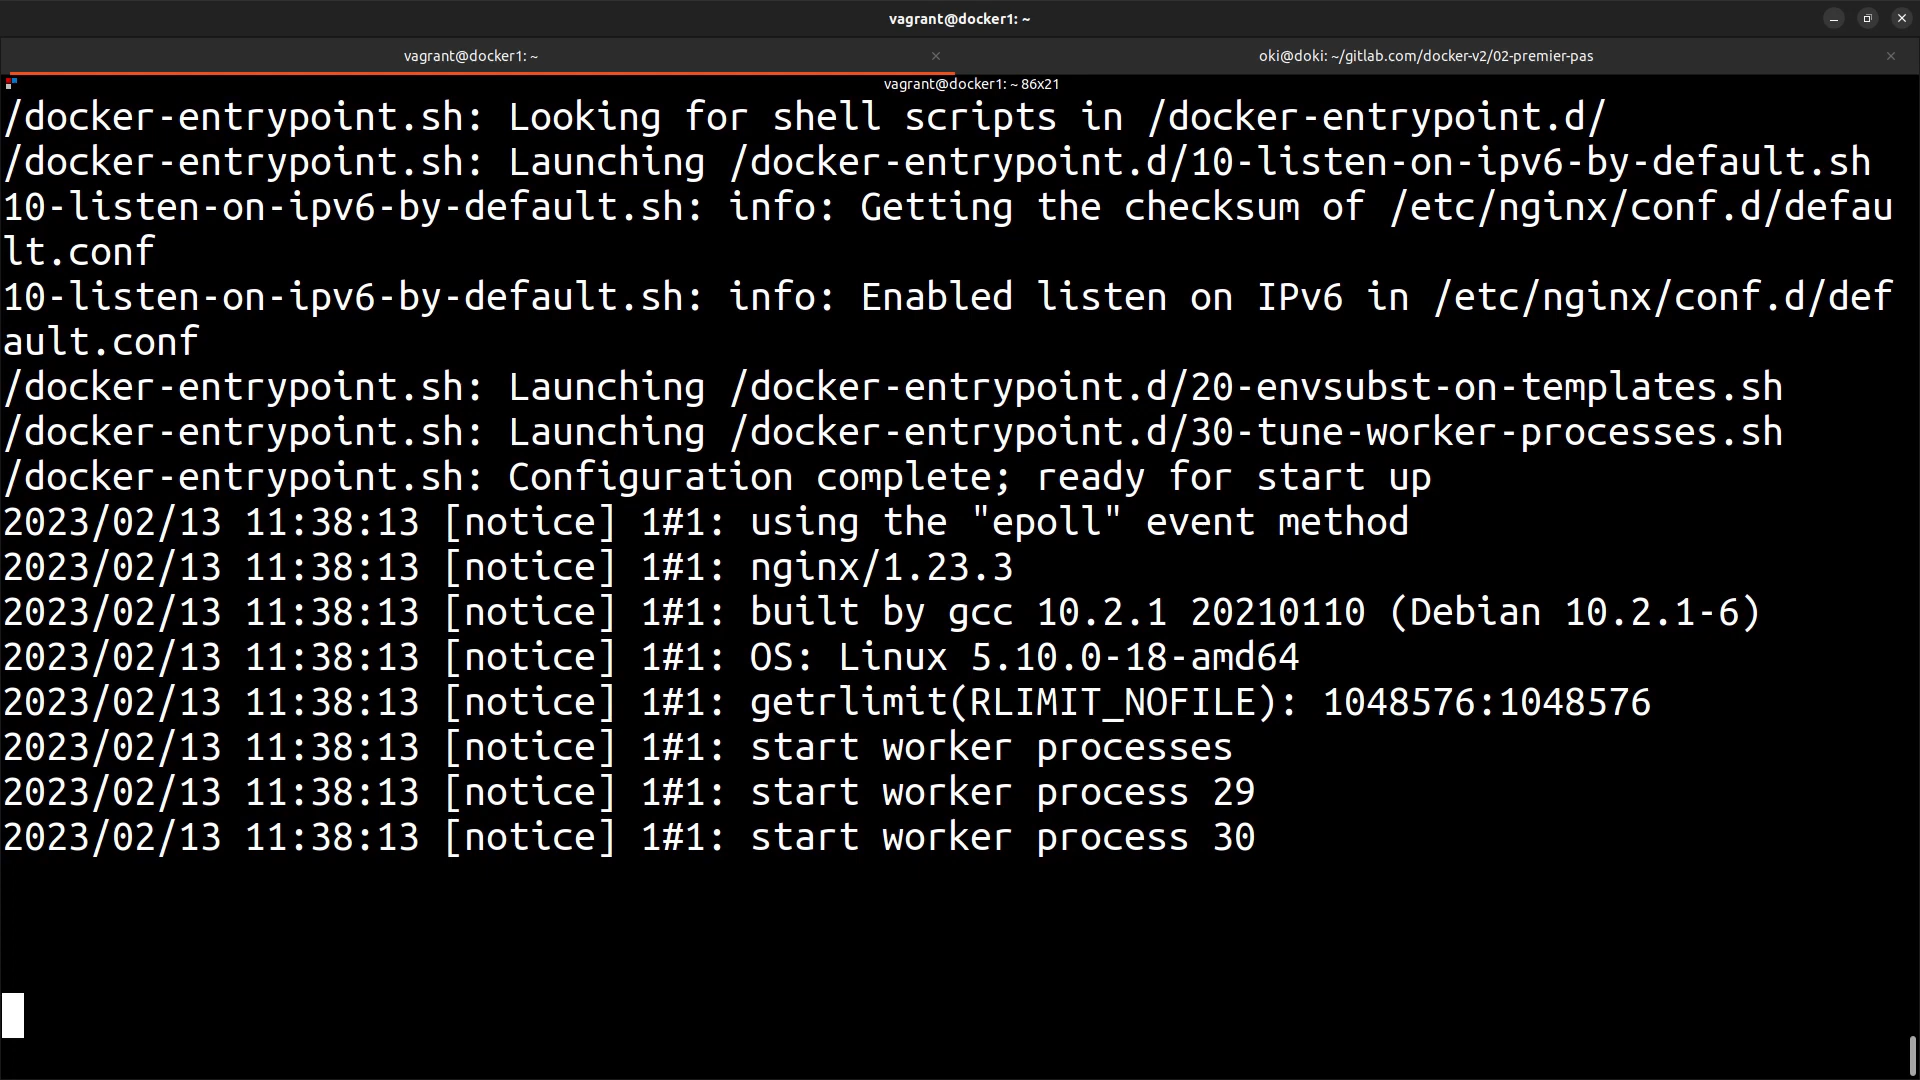 vagrant@docker1: ~
vagrant@docker1: ~
oki@doki: ~/gitlab.com/docker-v2/02-premier-pas
vagrant@docker1: ~ 86x21
/docker-entrypoint.sh: Looking for shell scripts in /docker-entrypoint.d/
/docker-entrypoint.sh: Launching /docker-entrypoint.d/10-listen-on-ipv6-by-default.sh
10-listen-on-ipv6-by-default.sh: info: Getting the checksum of /etc/nginx/conf.d/defau
lt.conf
10-listen-on-ipv6-by-default.sh: info: Enabled listen on IPv6 in /etc/nginx/conf.d/def
ault.conf
/docker-entrypoint.sh: Launching /docker-entrypoint.d/20-envsubst-on-templates.sh
/docker-entrypoint.sh: Launching /docker-entrypoint.d/30-tune-worker-processes.sh
/docker-entrypoint.sh: Configuration complete; ready for start up
2023/02/13 11:38:13 [notice] 1#1: using the "epoll" event method
2023/02/13 11:38:13 [notice] 1#1: nginx/1.23.3
2023/02/13 11:38:13 [notice] 1#1: built by gcc 10.2.1 20210110 (Debian 10.2.1-6)
2023/02/13 11:38:13 [notice] 1#1: OS: Linux 5.10.0-18-amd64
2023/02/13 11:38:13 [notice] 1#1: getrlimit(RLIMIT_NOFILE): 1048576:1048576
2023/02/13 11:38:13 [notice] 1#1: start worker processes
2023/02/13 11:38:13 [notice] 1#1: start worker process 29
2023/02/13 11:38:13 [notice] 1#1: start worker process 30